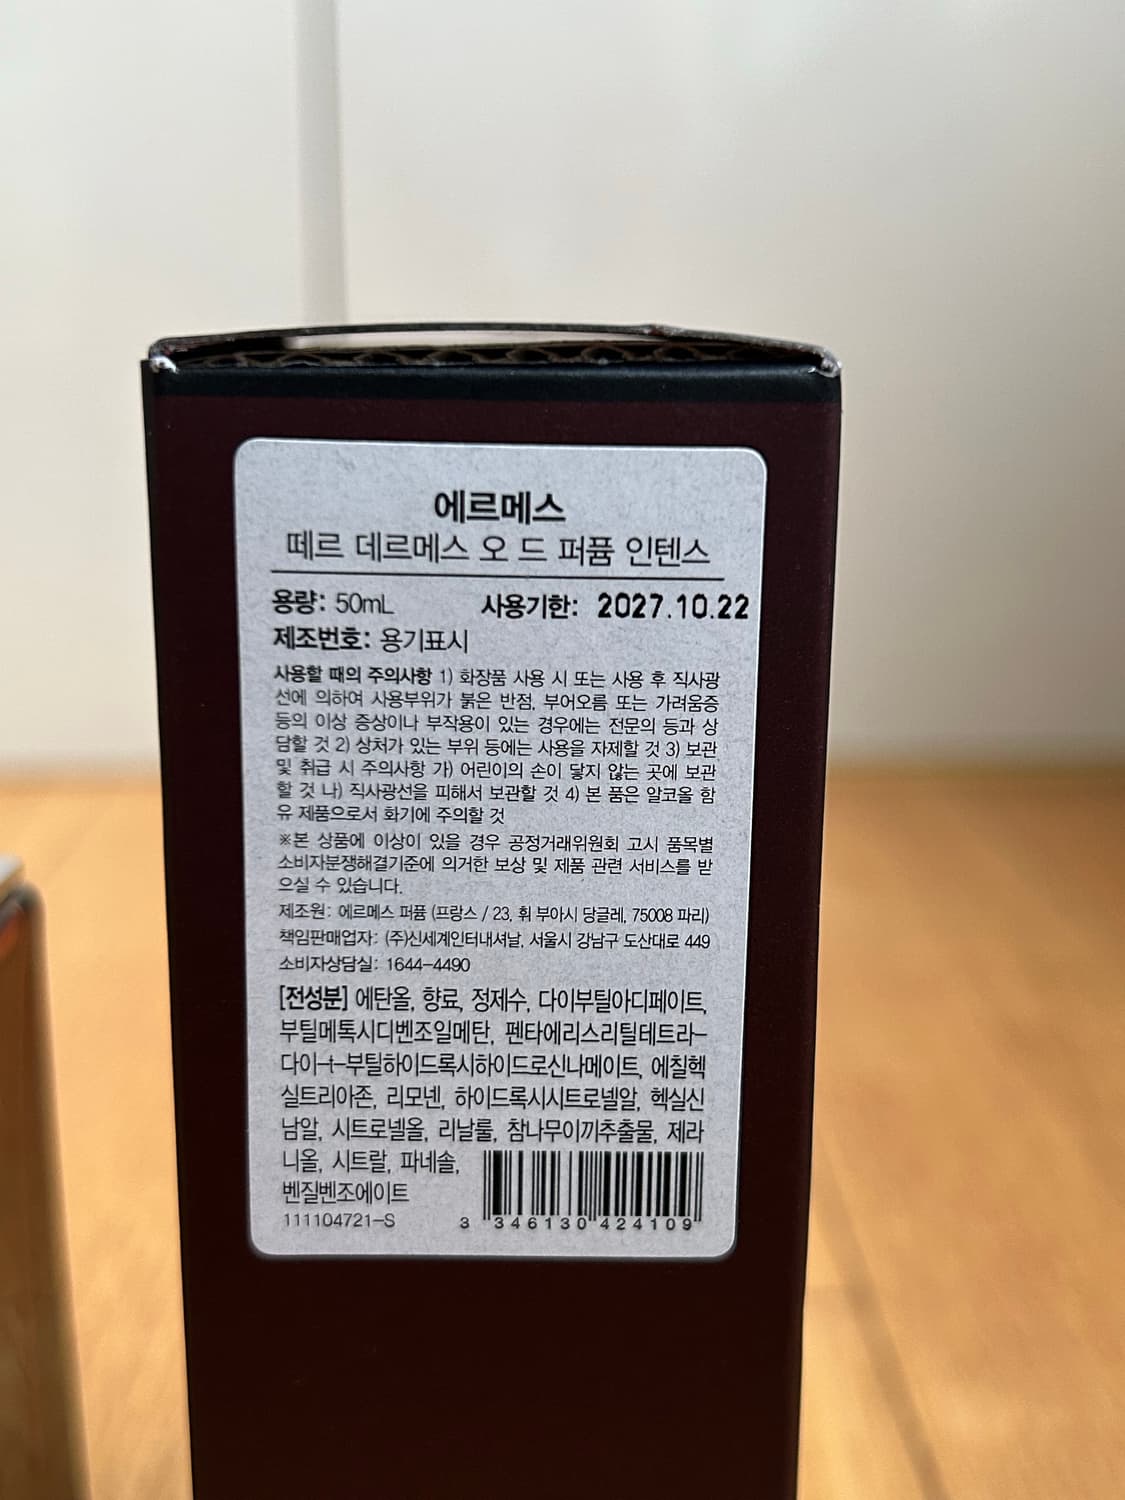 에르메스
떼르 데르메스 오 드 퍼퓸 인텐스
용량: 50mL 사용기한: 2027.10.22
제조번호: 용기표시
사용할 때의 주의사항 1) 화장품 사용 시 또는 사용 후 직사광
선에 의하여 사용부위가 붉은 반점, 부어오름 또는 가려움증
등의 이상 증상이나 부작용이 있는 경우에는 전문의 등과 상
담할 것 2) 상처가 있는 부위 등에는 사용을 자제할 것 3) 보관
및 취급 시 주의사항 가) 어린이의 손이 닿지 않는 곳에 보관
할 것 나) 직사광선을 피해서 보관할 것 4) 본 품은 알코올 함
유 제품으로서 화기에 주의할 것
※본 상품에 이상이 있을 경우 공정거래위원회 고시 품목별
소비자분쟁해결기준에 의거한 보상 및 제품 관련 서비스를 받
으실 수 있습니다.
제조원: 에르메스 퍼퓸 (프랑스 / 23, 휘 부아시 당글레, 75008 파리)
책임판매업자: (주)신세계인터내셔날, 서울시 강남구 도산대로 449
소비자상담실: 1644-4490
[전성분] 에탄올, 향료, 정제수, 다이부틸아디페이트,
부틸메톡시디벤조일메탄, 펜타에리스리틸테트라-
다이-t-부틸하이드록시하이드로신나메이트, 에칠헥
실트리아존, 리모넨, 하이드록시시트로넬알, 헥실신
남알, 시트로넬올, 리날룰, 참나무이끼추출물, 제라
니올, 시트랄, 파네솔,
벤질벤조에이트
111104721-S 3 346130 424109